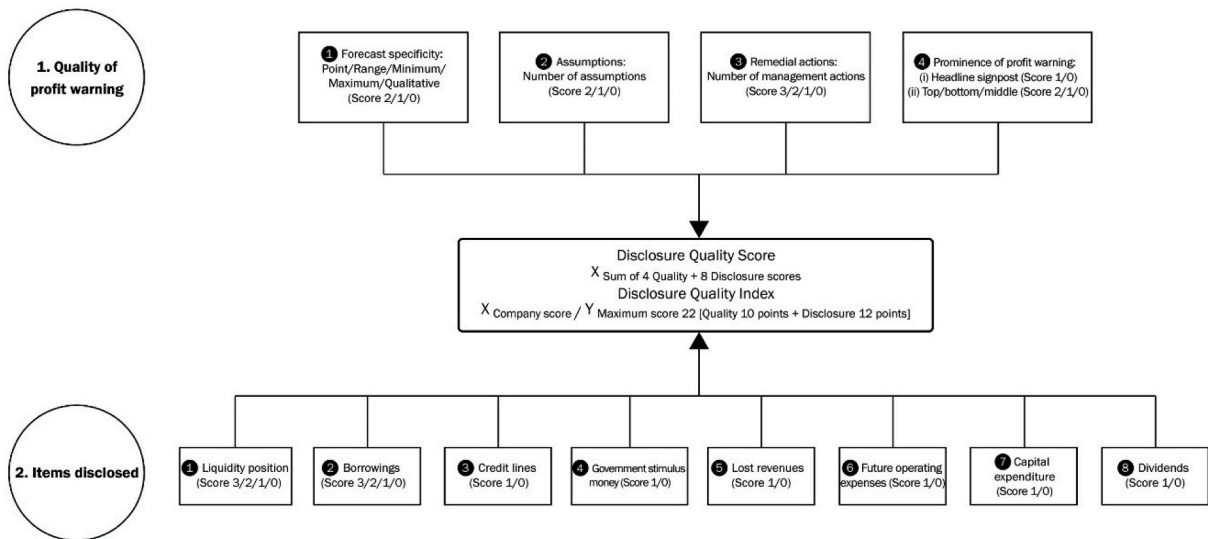 1. Quality of
profit warning
1 Forecast specificity:
Point/Range/Minimum/
Maximum/Qualitative
(Score 2/1/0)
2 Assumptions:
Number of assumptions
(Score 2/1/0)
3 Remedial actions:
Number of management actions
(Score 3/2/1/0)
4 Prominence of profit warning:
(i) Headline signpost (Score 1/0)
(ii) Top/bottom/middle (Score 2/1/0)
Disclosure Quality Score
X Sum of 4 Quality + 8 Disclosure scores
Disclosure Quality Index
X Company score / Y Maximum score 22 [Quality 10 points + Disclosure 12 points]
2. Items disclosed
1 Liquidity position
(Score 3/2/1/0)
2 Borrowings
(Score 3/2/1/0)
3 Credit lines
(Score 1/0)
4 Government stimulus
money (Score 1/0)
5 Lost revenues
(Score 1/0)
6 Future operating
expenses (Score 1/0)
7 Capital
expenditure
(Score 1/0)
8 Dividends
(Score 1/0)